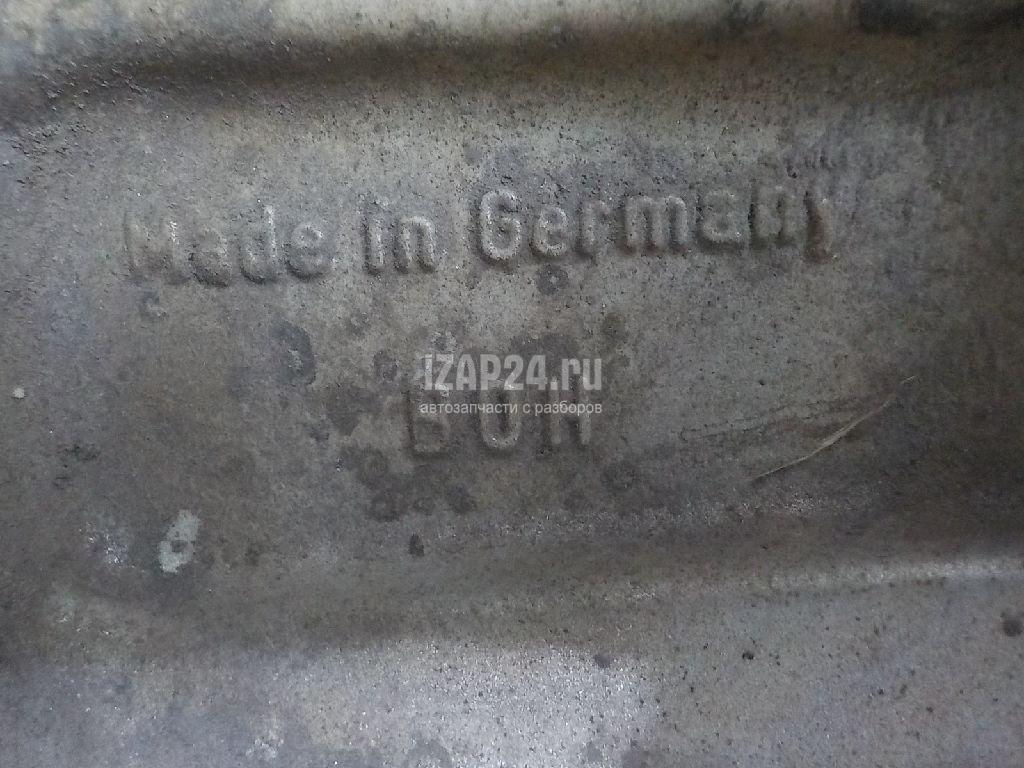 Made in Germany
iZAP24.ru
автозапчасти с разборов